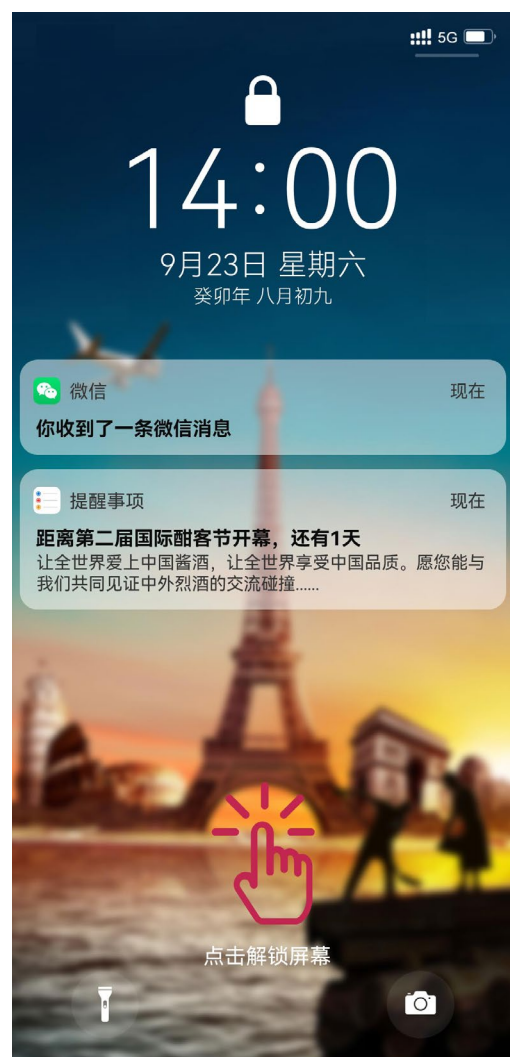 5G
14:00
9月23日 星期六
癸卯年 八月初九
微信 现在
你收到了一条微信消息
提醒事项 现在
距离第二届国际酣客节开幕，还有1天
让全世界爱上中国酱酒，让全世界享受中国品质。愿您能与
我们共同见证中外烈酒的交流碰撞......
点击解锁屏幕